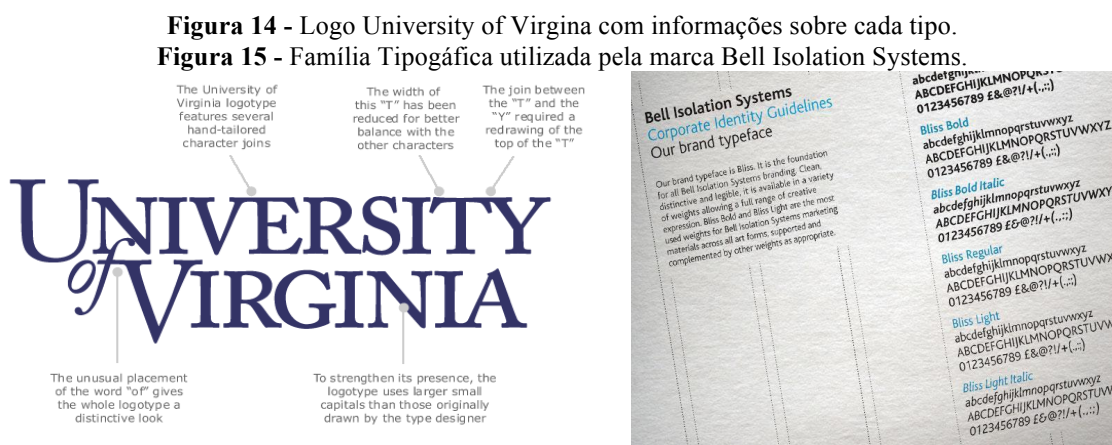 Figura 14 - Logo University of Virgina com informações sobre cada tipo.
Figura 15 - Família Tipogáfica utilizada pela marca Bell Isolation Systems.
The University of
Virginia logotype
features several
hand-tailored
character joins
The width of
this "T" has been
reduced for better
balance with the
other characters
The join between
the "T" and the
"Y" required a
redrawing of the
top of the "T"
UNIVERSITY
of
VIRGINIA
The unusual placement
of the word "of" gives
the whole logotype a
distinctive look
To strengthen its presence, the
logotype uses larger small
capitals than those originally
drawn by the type designer
Bell Isolation Systems
Corporate Identity Guidelines
Our brand typeface
Our brand typeface is Bliss. It is the foundation
for all Bell Isolation Systems branding. Clean,
distinctive and legible, it is available in a variety
of weights allowing a full range of creative
expression. Bliss Bold and Bliss Light are the most
used weights for Bell Isolation Systems marketing
materials across all art forms, supported and
complemented by other weights as appropriate.
abcdefghijklmnopqrstuvwxyz
ABCDEFGHIJKLMNOPQRSTUV
0123456789 £&@?!/+(..:;)
Bliss Bold
abcdefghijklmnopqrstuvwxyz
ABCDEFGHIJKLMNOPQRSTUVW
0123456789 £&@?!/+(..:;)
Bliss Bold Italic
abcdefghijklmnopqrstuvwxyz
ABCDEFGHIJKLMNOPQRSTUVW
0123456789 £&@?!/+(..:;)
Bliss Regular
abcdefghijklmnopqrstuvwxyz
ABCDEFGHIJKLMNOPQRSTUVW
0123456789 £&@?!/+(..:;)
Bliss Light
abcdefghijklmnopqrstuvwxyz
ABCDEFGHIJKLMNOPQRSTUVW
0123456789 £&@?!/+(..:;)
Bliss Light Italic
abcdefghijklmnopqrstuvwxyz
ABCDEFGHIJKLMNOPQRSTUVW
0123456789 £&@?!/+(..:;)